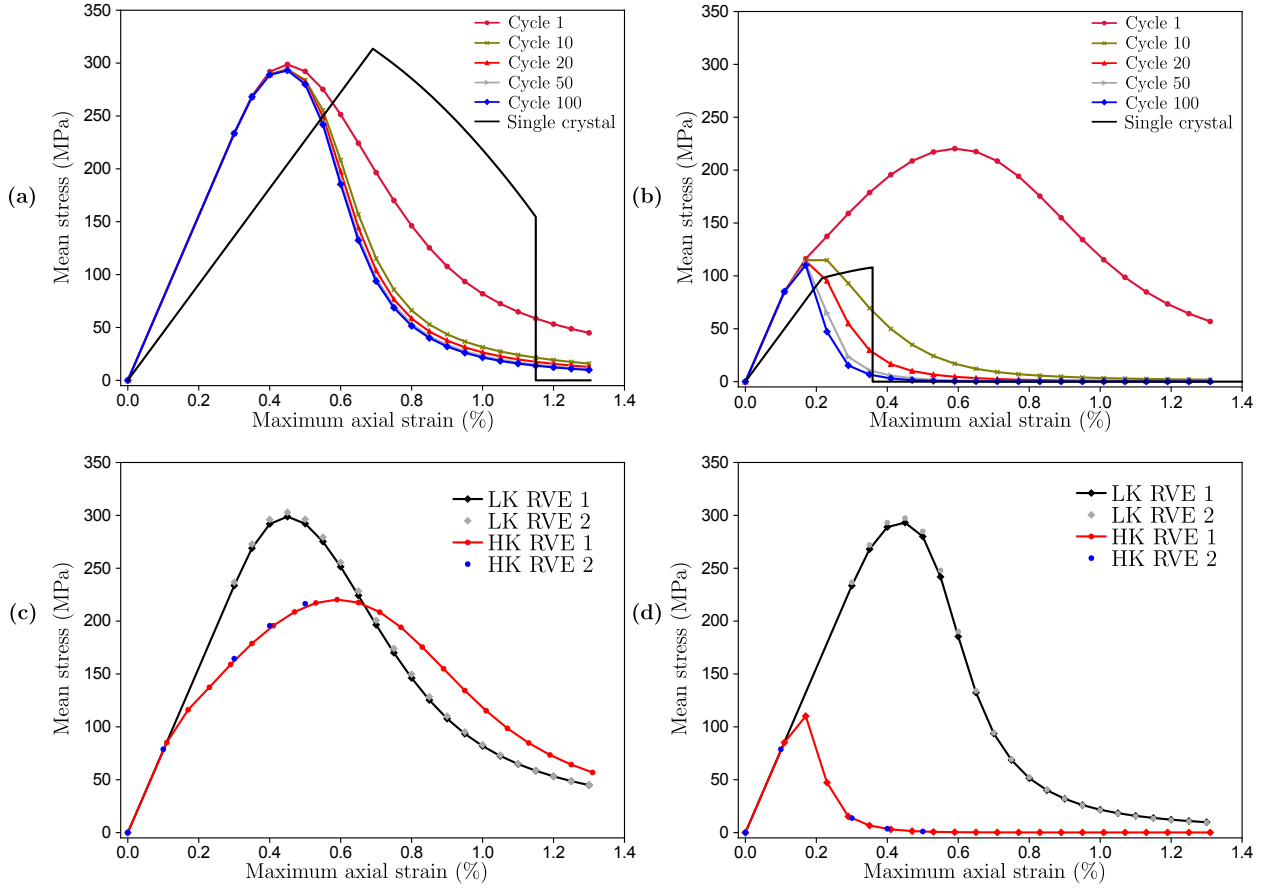 (a)
Mean stress (MPa)
350
300
250
200
150
100
50
0
0.0 0.2 0.4 0.6 0.8 1.0 1.2 1.4
Maximum axial strain (%)
Cycle 1
Cycle 10
Cycle 20
Cycle 50
Cycle 100
Single crystal
(b)
Mean stress (MPa)
350
300
250
200
150
100
50
0
0.0 0.2 0.4 0.6 0.8 1.0 1.2 1.4
Maximum axial strain (%)
Cycle 1
Cycle 10
Cycle 20
Cycle 50
Cycle 100
Single crystal
(c)
Mean stress (MPa)
350
300
250
200
150
100
50
0
0.0 0.2 0.4 0.6 0.8 1.0 1.2 1.4
Maximum axial strain (%)
LK RVE 1
LK RVE 2
HK RVE 1
HK RVE 2
(d)
Mean stress (MPa)
350
300
250
200
150
100
50
0
0.0 0.2 0.4 0.6 0.8 1.0 1.2 1.4
Maximum axial strain (%)
LK RVE 1
LK RVE 2
HK RVE 1
HK RVE 2